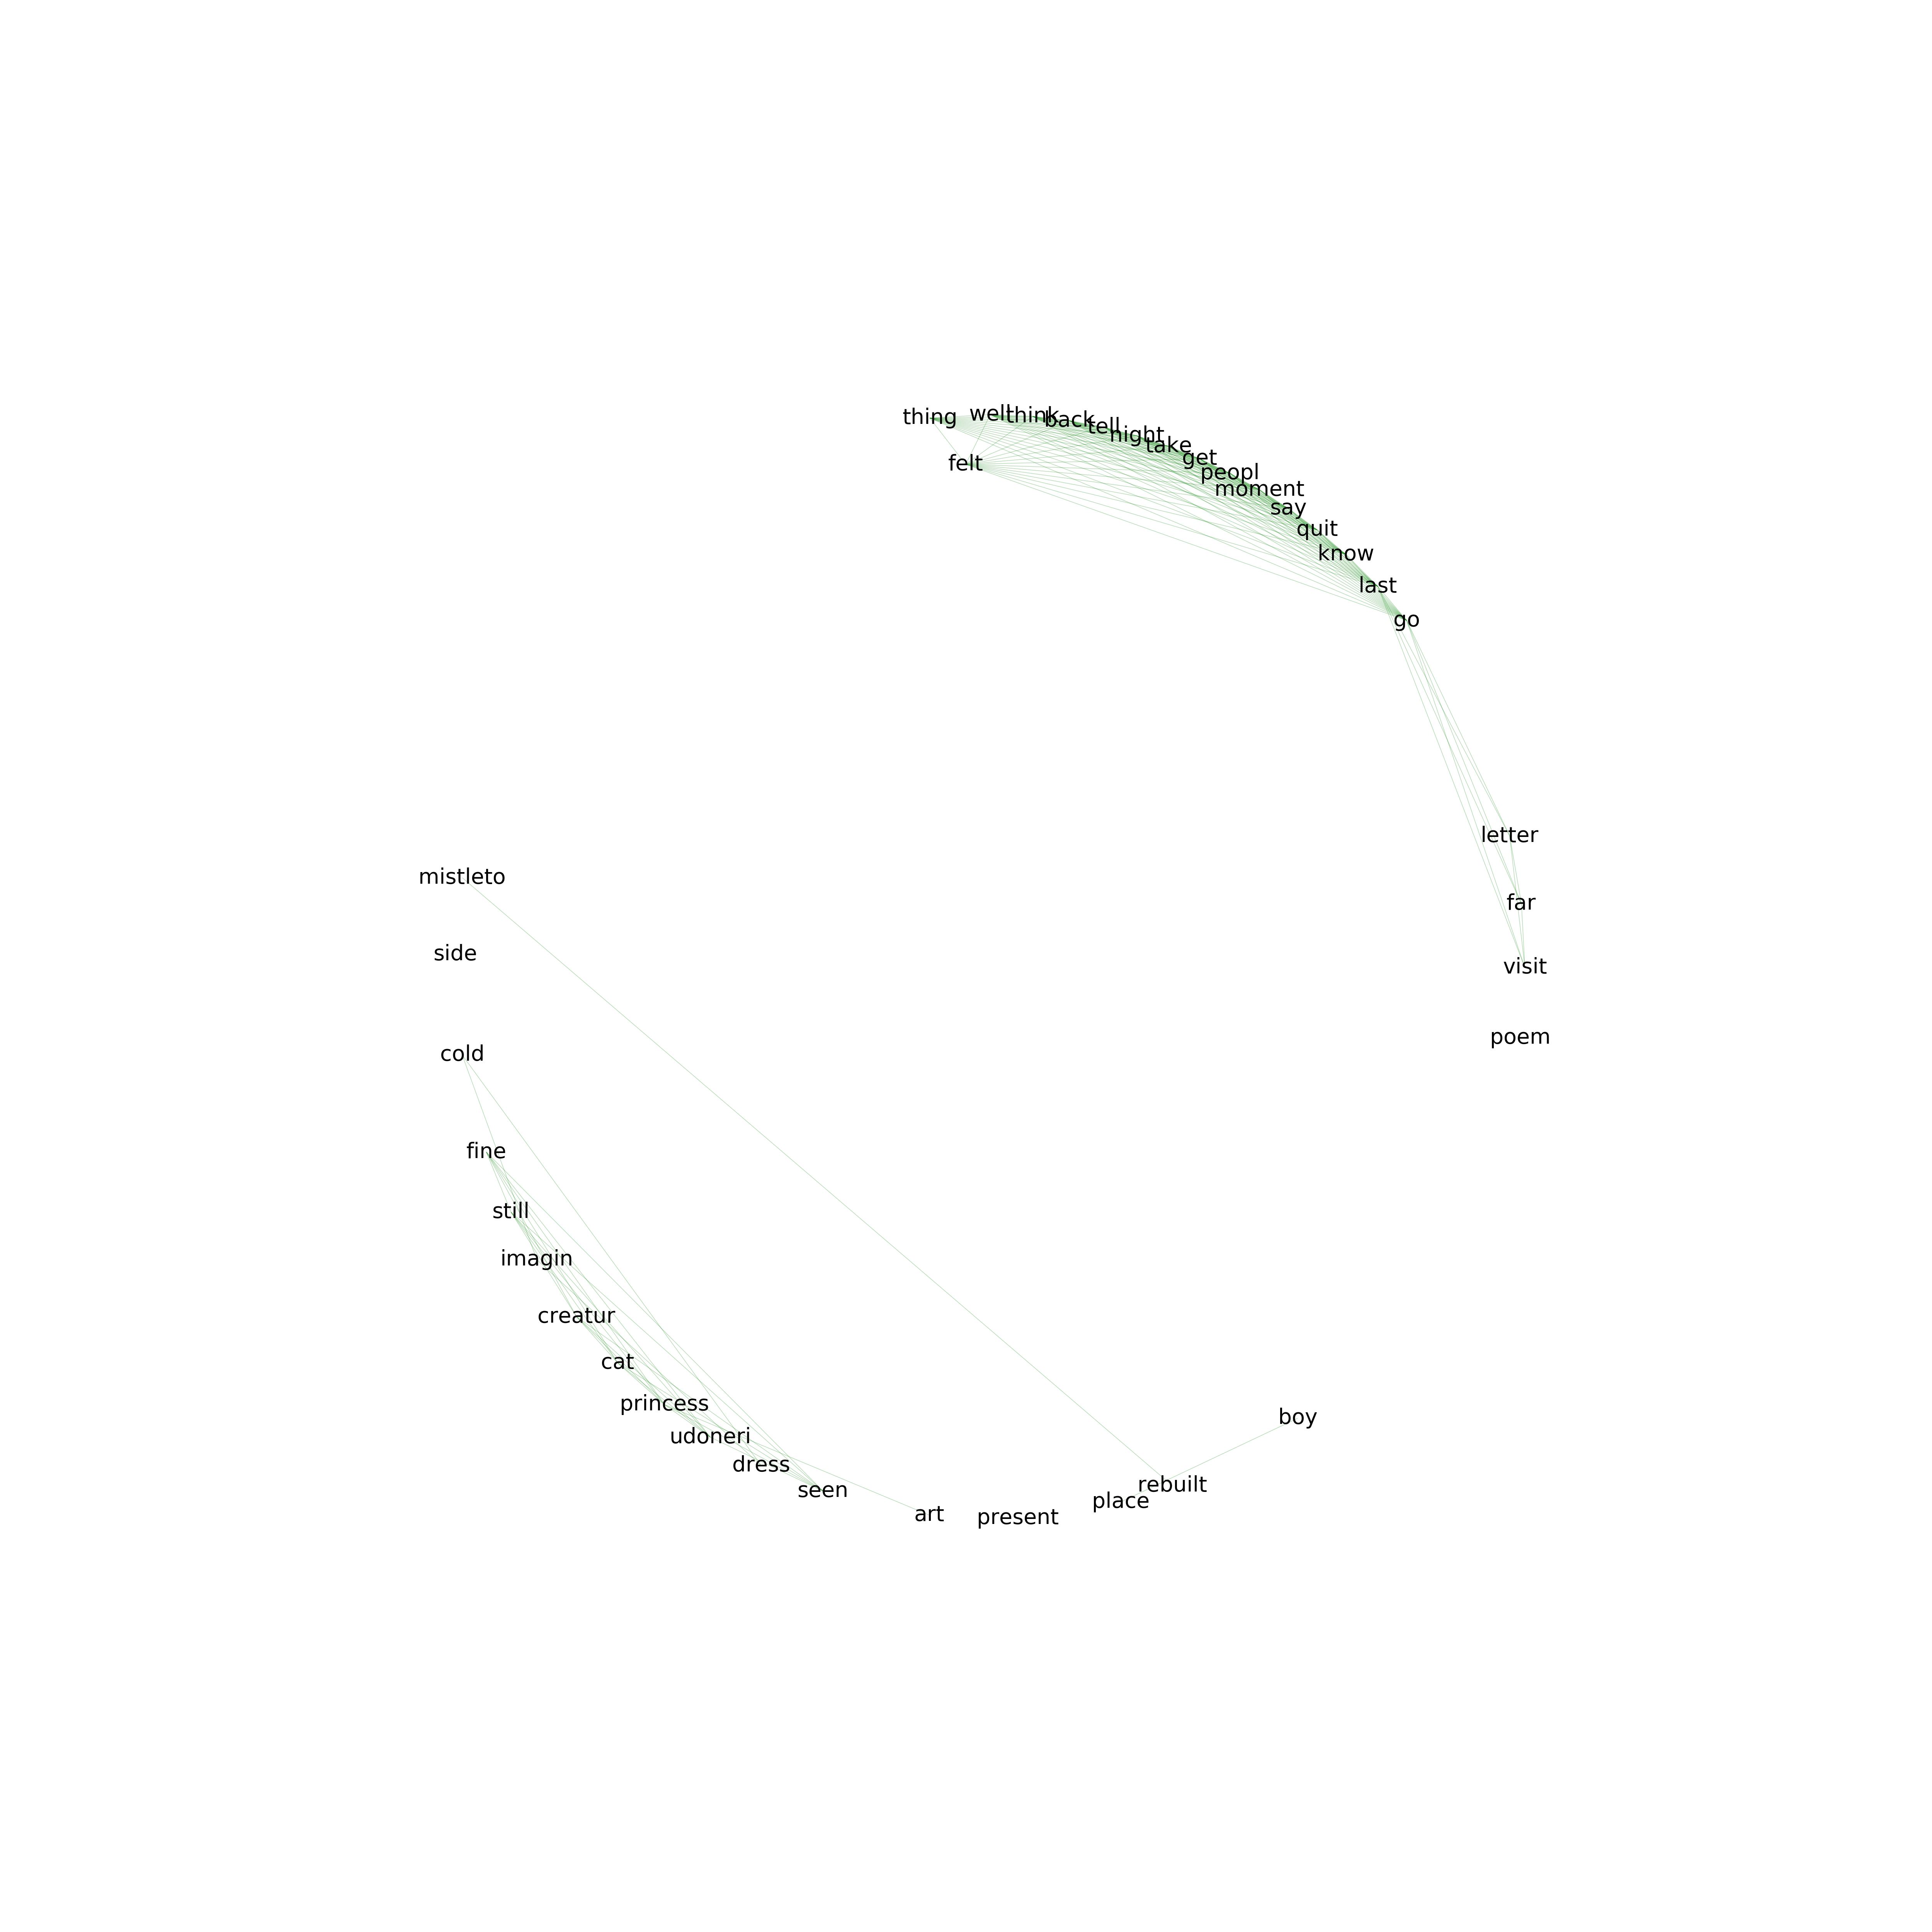 thing
well
think
back
tell
night
take
felt
get
peopl
moment
say
quit
know
last
go
letter
mistleto
far
side
visit
poem
cold
fine
still
imagin
creatur
cat
princess
boy
udoneri
dress
rebuilt
seen
place
art
present